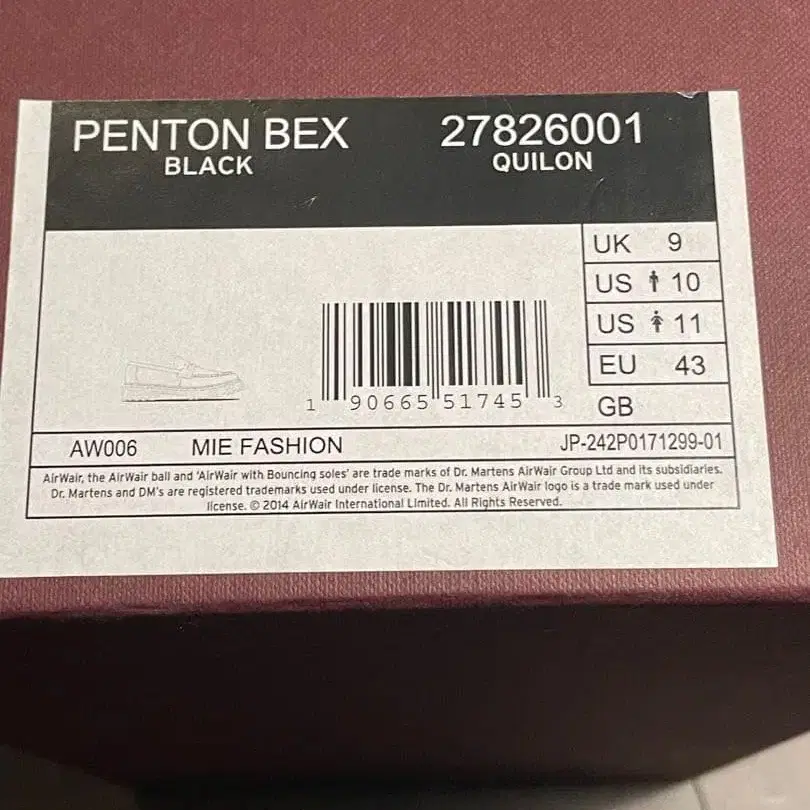 PENTON BEX 27826001
BLACK QUILON
UK 9
US 10
US 11
EU 43
GB
1 90665 51745 3
AW006 MIE FASHION JP-242P0171299-01
AirWair, the AirWair ball and 'AirWair with Bouncing soles' are trade marks of Dr. Martens AirWair Group Ltd and its subsidiaries.
Dr. Martens and DM's are registered trademarks used under license. The Dr. Martens AirWair logo is a trade mark used under
license. © 2014 AirWair International Limited. All Rights Reserved.